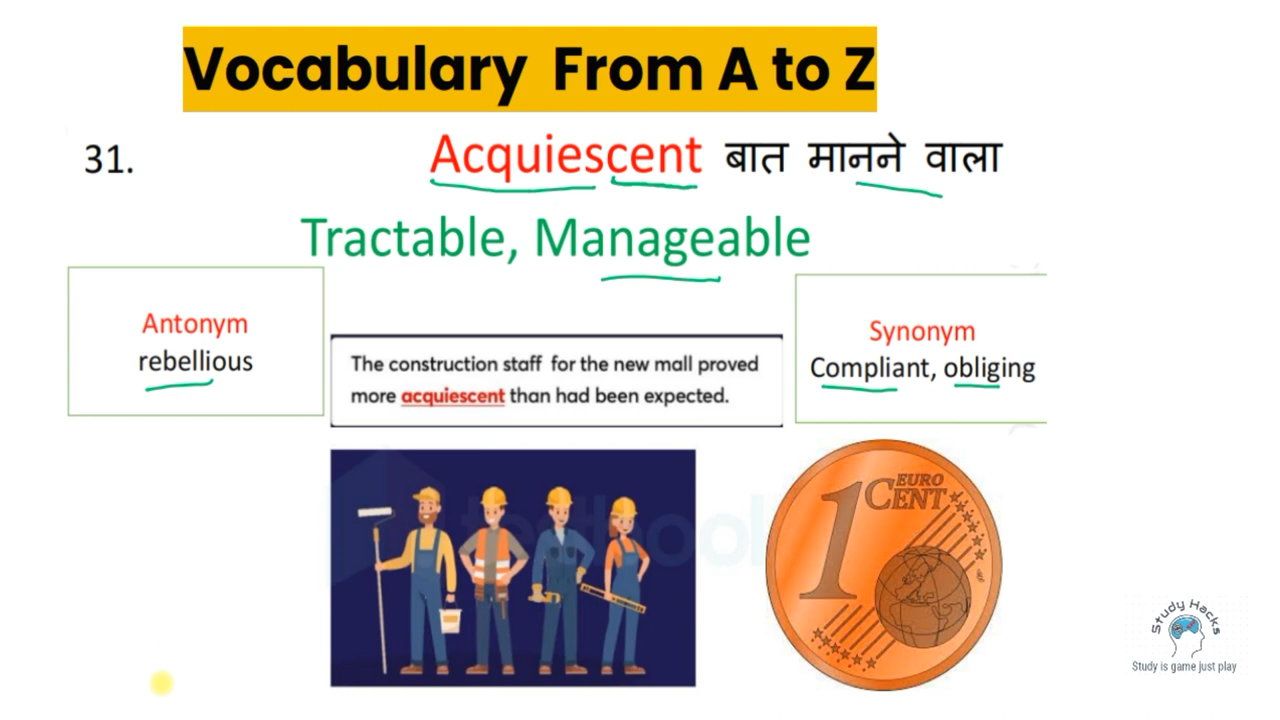 Vocabulary From A to Z
31.
Acquiescent बात मानने वाला
Tractable, Manageable
Antonym
rebellious
The construction staff for the new mall proved
more acquiescent than had been expected.
Synonym
Compliant, obliging
1 EURO
CENT
Study Hacks
Study is game just play